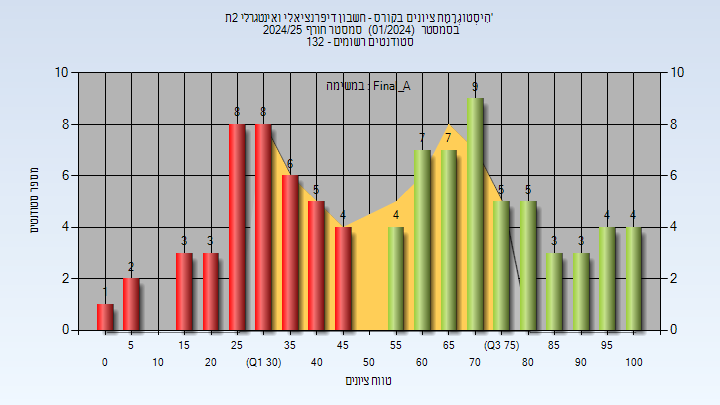 הִיסטוגְרָמַת ציונים בקורס - חשבון דיפרנציאלי ואינטגרלי 2ת'
בסמסטר (01/2024) סמסטר חורף 2024/25
סטודנטים רשומים - 132
במשימה : Final_A
מספר סטודנטים
10 10
8 8
6 6
4 4
2 2
0 0
1 2 3 3 8 8 6 5 4 4 7 7 9 5 5 3 3 4 4
5 15 25 35 45 55 65 (Q3 75) 85 95
0 10 20 (Q1 30) 40 50 60 70 80 90 100
טווח ציונים